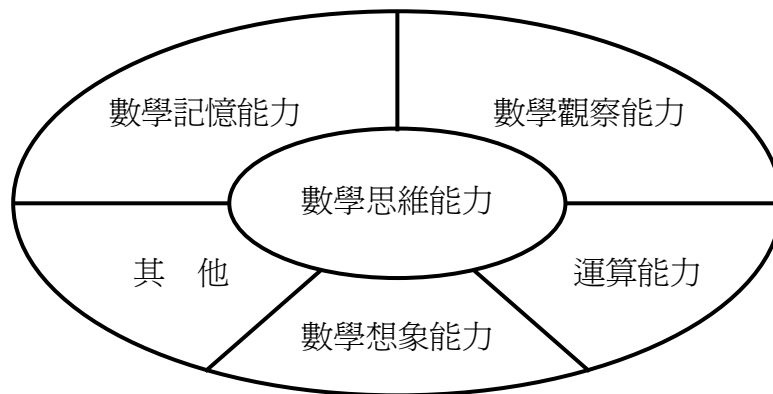 數學記憶能力
數學觀察能力
數學思維能力
其　他
運算能力
數學想象能力